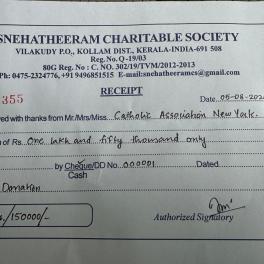 SNEHATHEERAM CHARITABLE SOCIETY
VILAKUDY P.O., KOLLAM DIST., KERALA-INDIA-691 508
Reg.No.Q-19/03
80G Reg No : C. NO. 302/19/TVM/2012-2013
Ph: 0475-2324776, +91 9496851515 E-mail:snehatheeramcs@gmail.com
355 Date 05-08-202
RECEIPT
ved with thanks from Mr./Mrs/Miss. Catholic Association New York.
n of Rs. One lakh and fifty thousand only
by Cheque/DD No. 000001 Dated
Cash
Donation
s./150000/-
Authorized Signatory